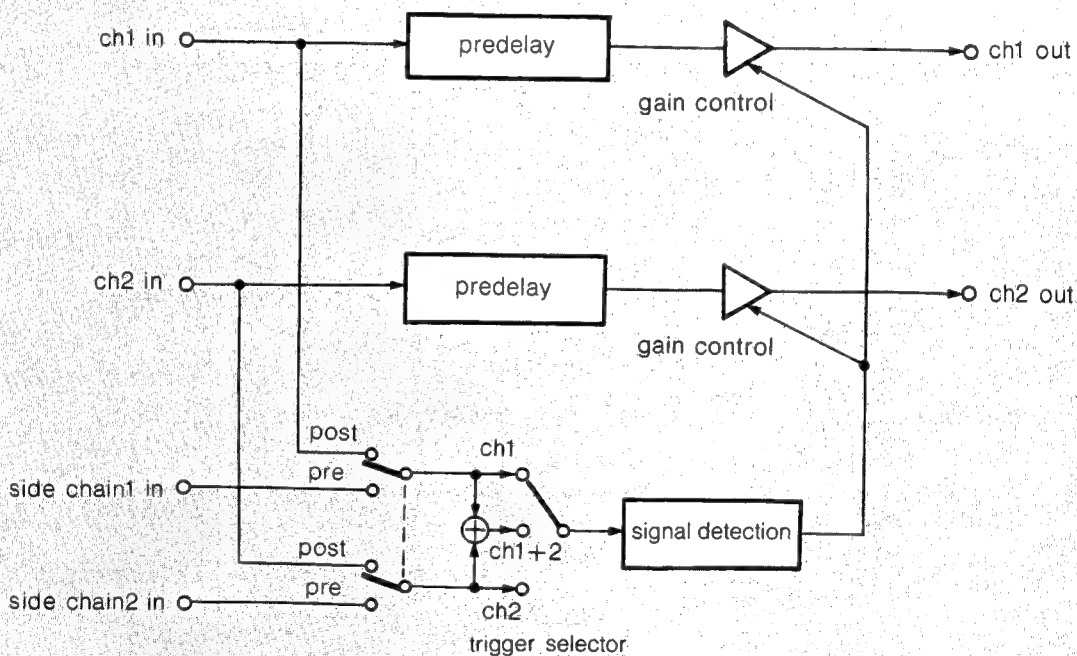 ch1 in
predelay
ch1 out
gain control
ch2 in
predelay
ch2 out
gain control
post
ch1
pre
side chain1 in
signal detection
ch1+2
post
pre
side chain2 in
ch2
trigger selector